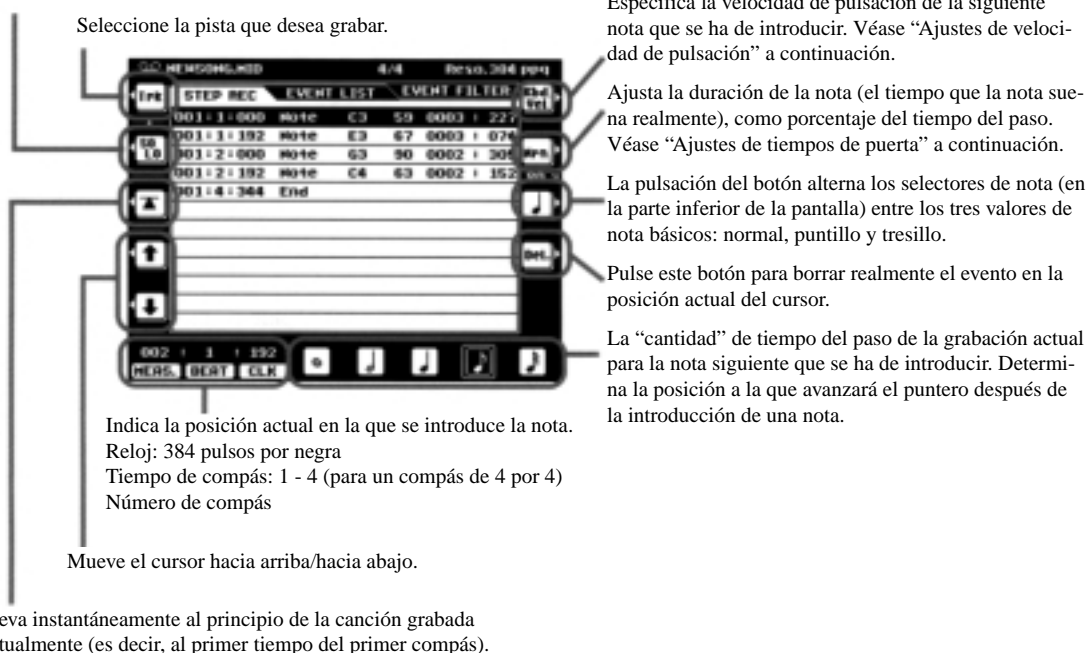 Seleccione la pista que desea grabar.
NEWSONG.MID 4/4 Reso.384 ppq
Trk STEP REC EVENT LIST EVENT FILTER Kbd Vel
001:1:000 Note C3 59 0003 : 227
001:1:192 Note E3 67 0003 : 076
SO LO 001:2:000 Note G3 90 0002 : 305
001:2:192 Note C4 63 0002 : 152
001:4:344 End
Del.
002 : 1 : 192
MEAS. BEAT CLK
Especifica la velocidad de pulsación de la siguiente
nota que se ha de introducir. Véase “Ajustes de veloci-
dad de pulsación” a continuación.
Ajusta la duración de la nota (el tiempo que la nota sue-
na realmente), como porcentaje del tiempo del paso.
Véase “Ajustes de tiempos de puerta” a continuación.
La pulsación del botón alterna los selectores de nota (en
la parte inferior de la pantalla) entre los tres valores de
nota básicos: normal, puntillo y tresillo.
Pulse este botón para borrar realmente el evento en la
posición actual del cursor.
La “cantidad” de tiempo del paso de la grabación actual
para la nota siguiente que se ha de introducir. Determi-
na la posición a la que avanzará el puntero después de
la introducción de una nota.
Indica la posición actual en la que se introduce la nota.
Reloj: 384 pulsos por negra
Tiempo de compás: 1 - 4 (para un compás de 4 por 4)
Número de compás
Mueve el cursor hacia arriba/hacia abajo.
eva instantáneamente al principio de la canción grabada
tualmente (es decir, al primer tiempo del primer compás).